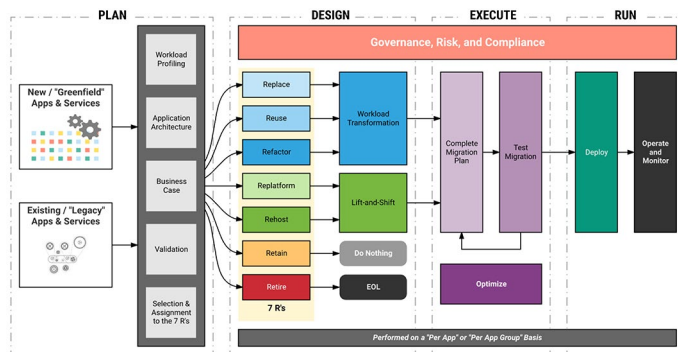 PLAN
DESIGN
EXECUTE
RUN
New / "Greenfield"
Apps & Services
Existing / "Legacy"
Apps & Services
Workload
Profiling
Application
Architecture
Business
Case
Validation
Selection &
Assignment
to the 7 R's
Governance, Risk, and Compliance
Replace
Reuse
Refactor
Replatform
Rehost
Retain
Retire
7 R's
Workload
Transformation
Lift-and-Shift
Do Nothing
EOL
Complete
Migration
Plan
Test
Migration
Optimize
Deploy
Operate
and
Monitor
Performed on a "Per App" or "Per App Group" Basis